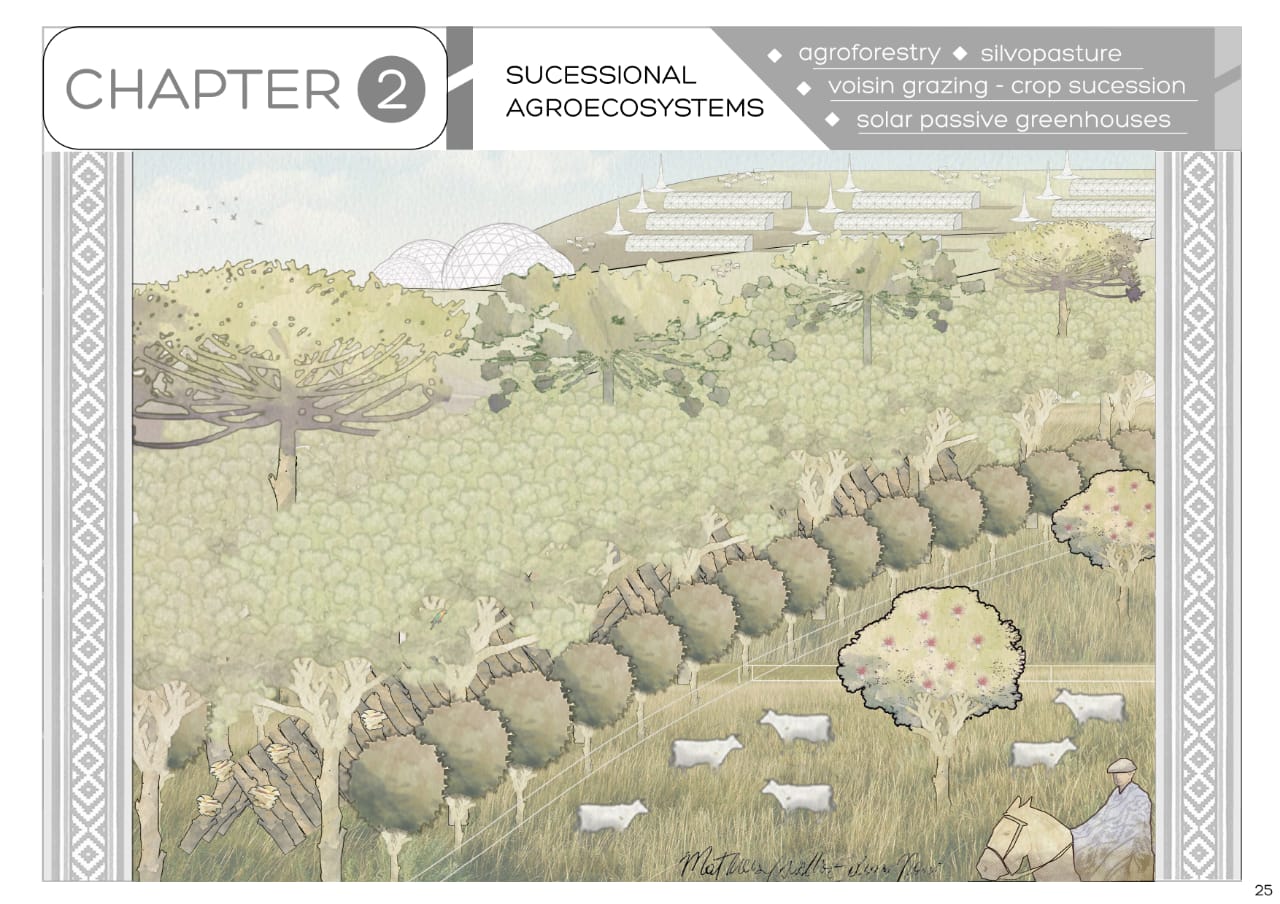 CHAPTER 2
SUCESSIONAL
AGROECOSYSTEMS
◆ agroforestry ◆ silvopasture
◆ voisin grazing - crop sucession
◆ solar passive greenhouses
25